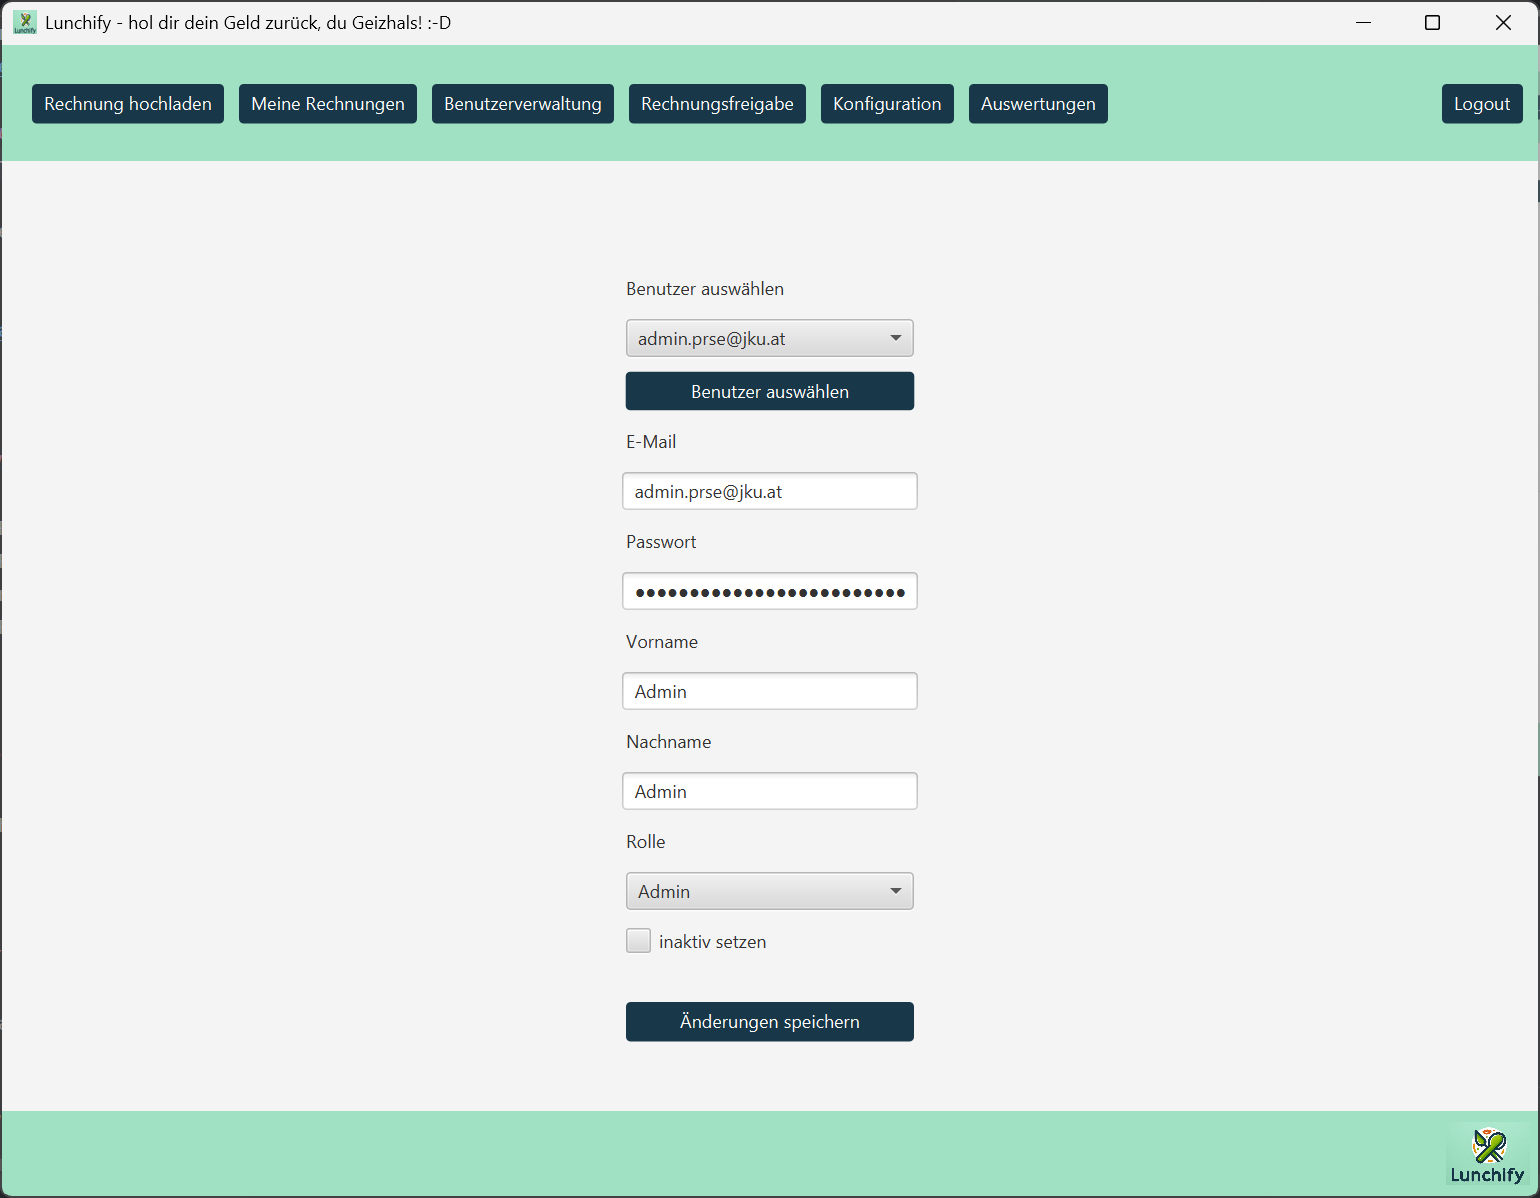 Lunchify - hol dir dein Geld zurück, du Geizhals! :-D
Rechnung hochladen Meine Rechnungen Benutzerverwaltung Rechnungsfreigabe Konfiguration Auswertungen Logout
Benutzer auswählen
admin.prse@jku.at
Benutzer auswählen
E-Mail
admin.prse@jku.at
Passwort
•••••••••••••••••••••••••
Vorname
Admin
Nachname
Admin
Rolle
Admin
inaktiv setzen
Änderungen speichern
Lunchify